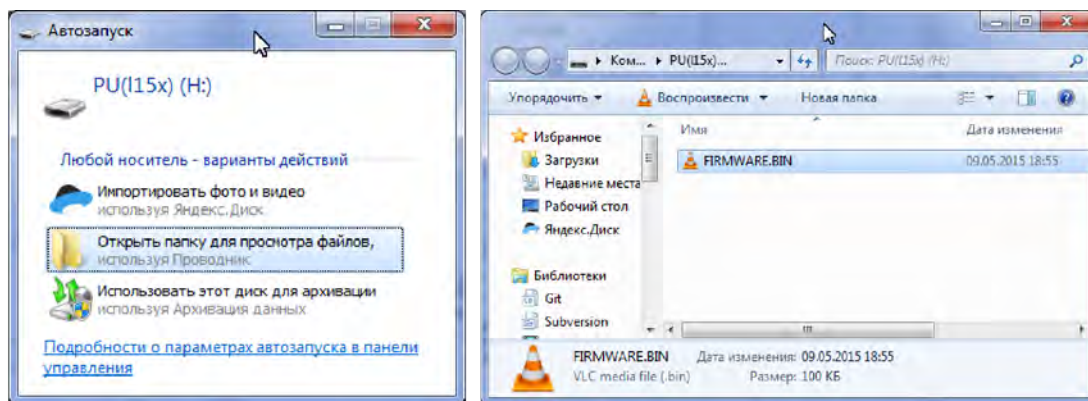 Автозапуск
PU(l15x) (H:)
Любой носитель - варианты действий
Импортировать фото и видео
используя Яндекс.Диск
Открыть папку для просмотра файлов,
используя Проводник
Использовать этот диск для архивации
используя Архивация данных
Подробности о параметрах автозапуска в панели
управления
Ком... PU(l15x)...
Поиск: PU(l15x) (H:)
Упорядочить Воспроизвести Новая папка
Имя Дата изменения
Избранное
Загрузки
Недавние места
Рабочий стол
Яндекс.Диск
FIRMWARE.BIN 09.05.2015 18:55
Библиотеки
Git
Subversion
FIRMWARE.BIN Дата изменения: 09.05.2015 18:55
VLC media file (.bin) Размер: 100 КБ